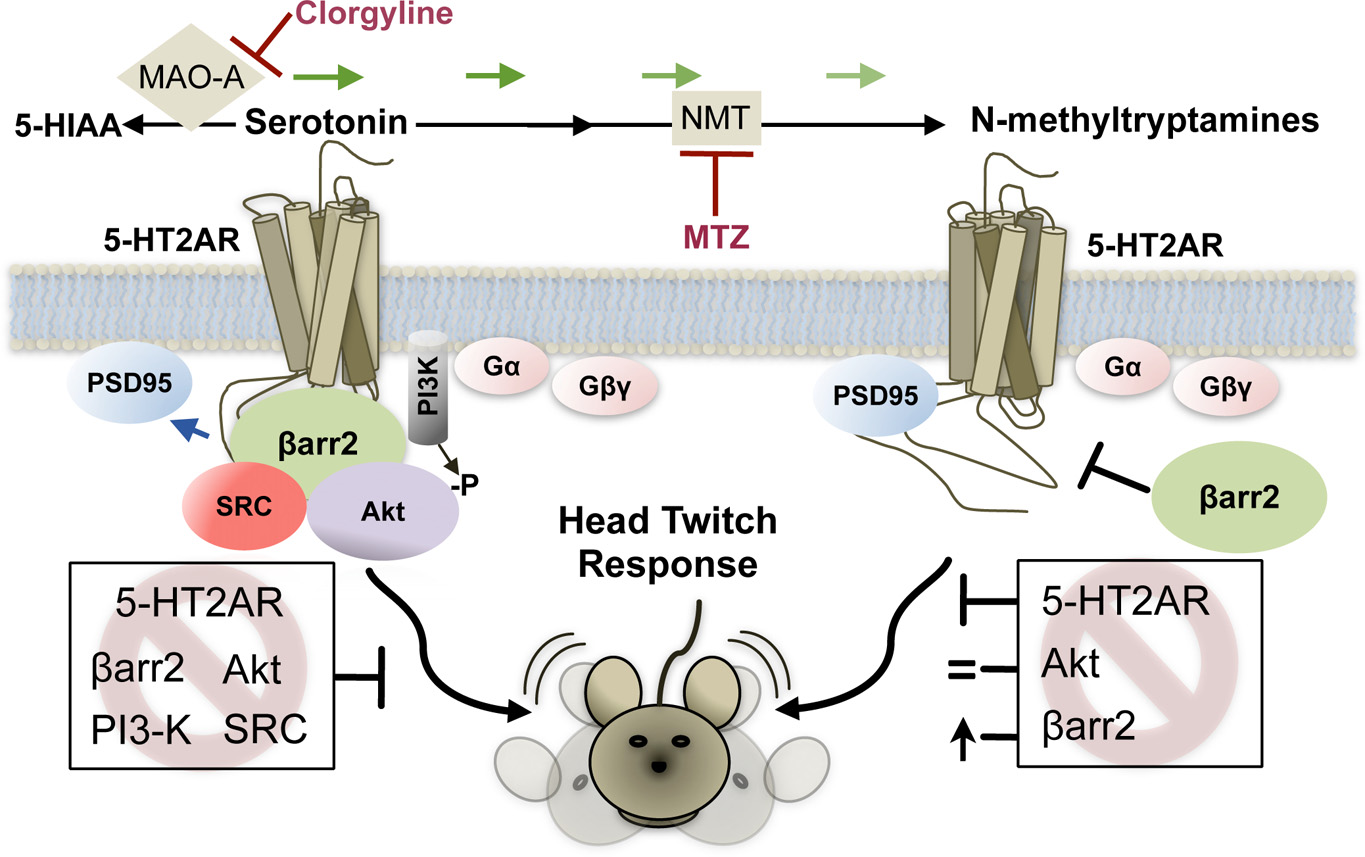 Clorgyline
MAO-A
5-HIAA
Serotonin
NMT
N-methyltryptamines
MTZ
5-HT2AR
5-HT2AR
PSD95
PI3K
Gα
Gβγ
βarr2
SRC
Akt
-P
PSD95
Gα
Gβγ
βarr2
Head Twitch
Response
5-HT2AR
βarr2 Akt
PI3-K SRC
5-HT2AR
= Akt
βarr2